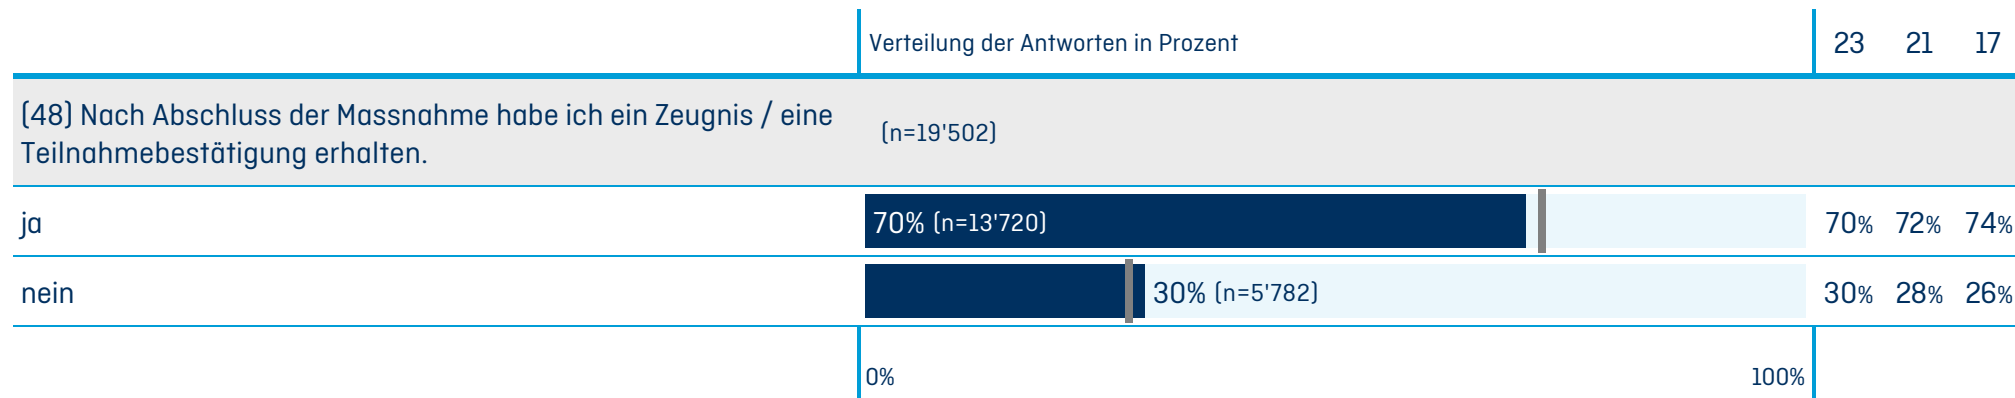 Verteilung der Antworten in Prozent 23 21 17
(48) Nach Abschluss der Massnahme habe ich ein Zeugnis / eine
Teilnahmebestätigung erhalten.
(n=19'502)
ja 70% (n=13'720) 70% 72% 74%
nein 30% (n=5'782) 30% 28% 26%
0% 100%